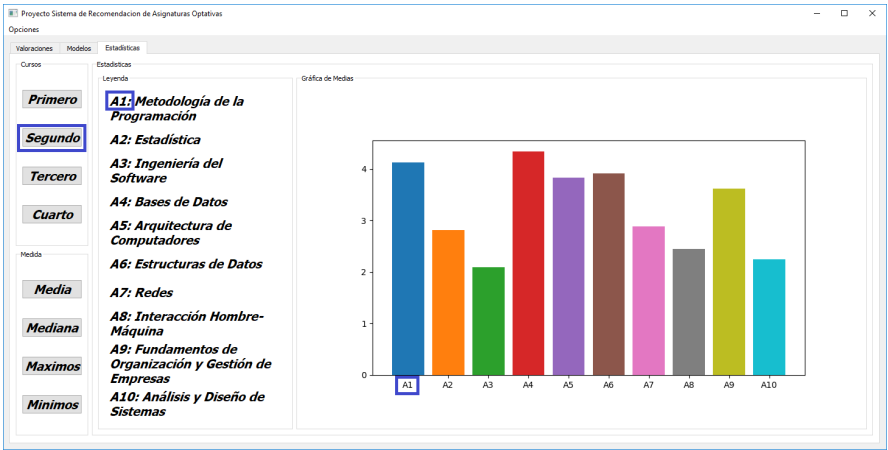 Proyecto Sistema de Recomendacion de Asignaturas Optativas
Opciones
Valoraciones Modelos Estadísticas
Cursos
Primero
Segundo
Tercero
Cuarto
Medida
Media
Mediana
Maximos
Minimos
Estadísticas
Leyenda
A1: Metodología de la
Programación
A2: Estadística
A3: Ingeniería del
Software
A4: Bases de Datos
A5: Arquitectura de
Computadores
A6: Estructuras de Datos
A7: Redes
A8: Interacción Hombre-
Máquina
A9: Fundamentos de
Organización y Gestión de
Empresas
A10: Análisis y Diseño de
Sistemas
Gráfica de Medias
4
3
2
1
0
A1 A2 A3 A4 A5 A6 A7 A8 A9 A10